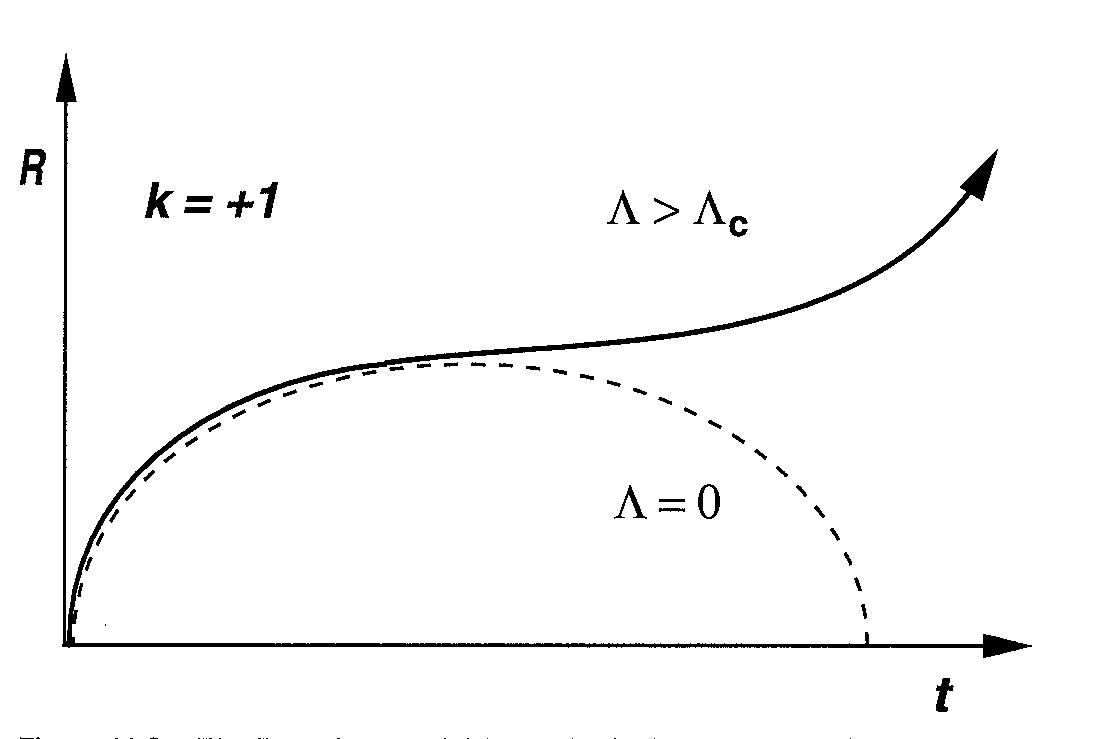 R
k = +1
Λ > Λc
Λ = 0
t